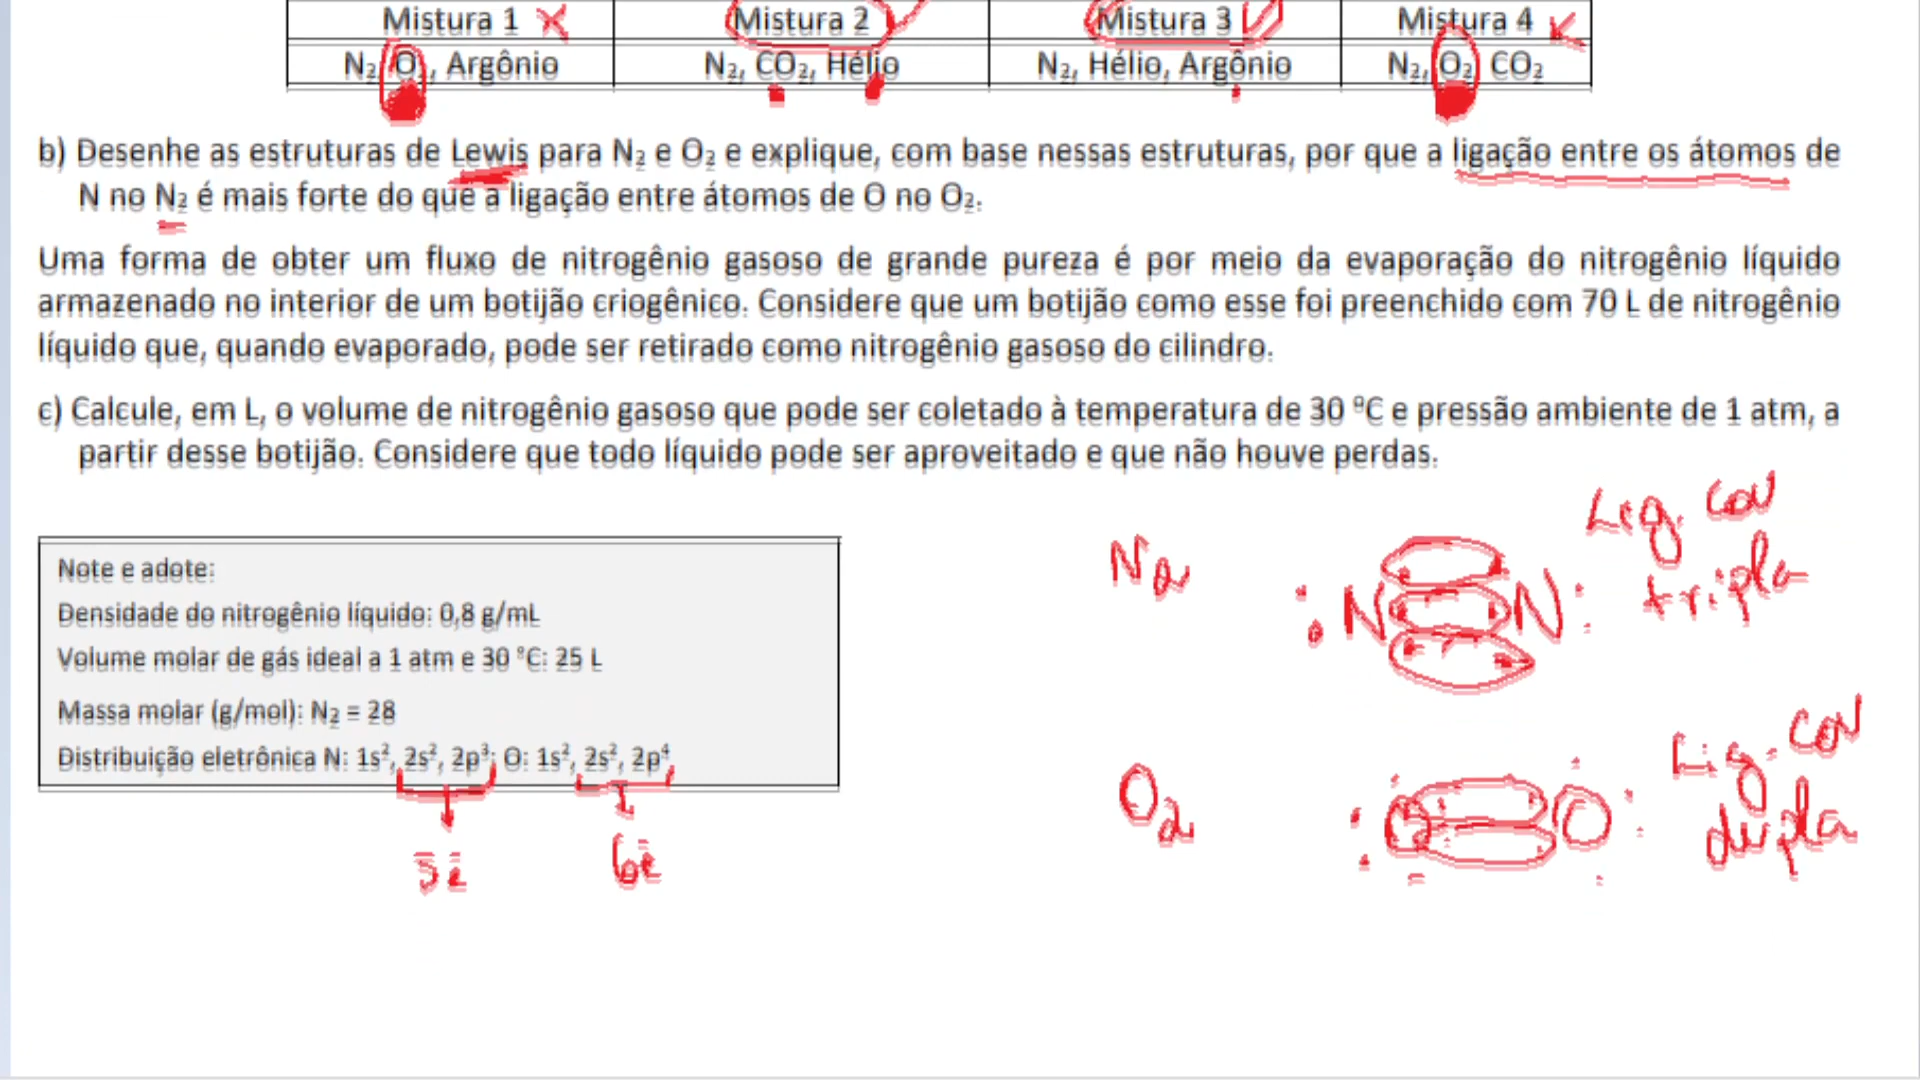 Mistura 1 Mistura 2 Mistura 3 Mistura 4
N₂, O₂, Argônio N₂, CO₂, Hélio N₂, Hélio, Argônio N₂, O₂, CO₂
b) Desenhe as estruturas de Lewis para N₂ e O₂ e explique, com base nessas estruturas, por que a ligação entre os átomos de
N no N₂ é mais forte do que a ligação entre átomos de O no O₂.
Uma forma de obter um fluxo de nitrogênio gasoso de grande pureza é por meio da evaporação do nitrogênio líquido
armazenado no interior de um botijão criogênico. Considere que um botijão como esse foi preenchido com 70 L de nitrogênio
líquido que, quando evaporado, pode ser retirado como nitrogênio gasoso do cilindro.
c) Calcule, em L, o volume de nitrogênio gasoso que pode ser coletado à temperatura de 30 ºC e pressão ambiente de 1 atm, a
partir desse botijão. Considere que todo líquido pode ser aproveitado e que não houve perdas.
Lig. cov
tripla
N₂ :N N:
Note e adote:
Densidade do nitrogênio líquido: 0,8 g/mL
Volume molar de gás ideal a 1 atm e 30 ºC: 25 L
Massa molar (g/mol): N₂ = 28
Distribuição eletrônica N: 1s², 2s², 2p³; O: 1s², 2s², 2p⁴
Lig. cov
dupla
O₂ :O O:
5e 6e